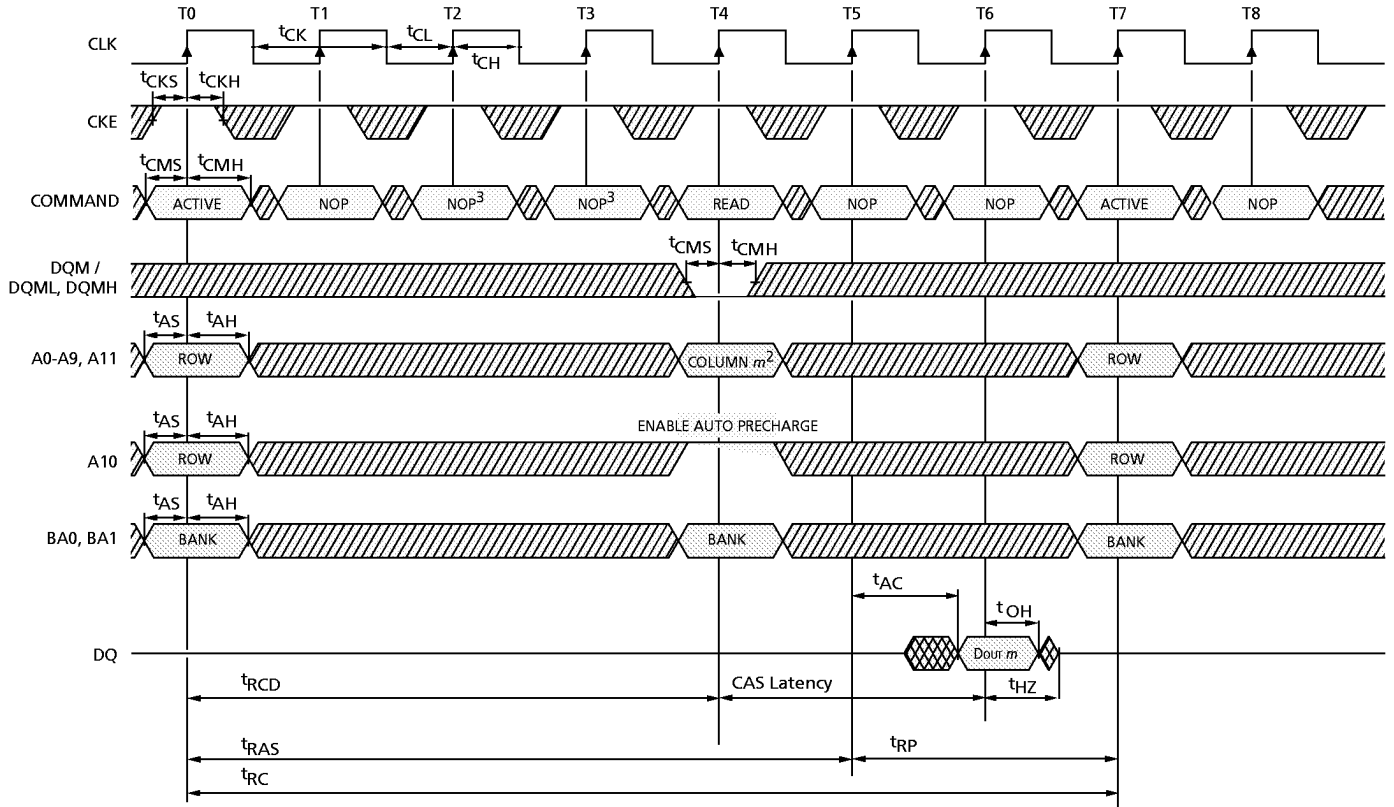 T0 T1 T2 T3 T4 T5 T6 T7 T8
CLK
tCK tCL
tCH
tCKS tCKH
CKE
tCMS tCMH
COMMAND ACTIVE NOP NOP3 NOP3 READ NOP NOP ACTIVE NOP
tCMS tCMH
DQM /
DQML, DQMH
tAS tAH
A0-A9, A11 ROW COLUMN m2 ROW
ENABLE AUTO PRECHARGE
tAS tAH
A10 ROW ROW
tAS tAH
BA0, BA1 BANK BANK BANK
tAC
tOH
DQ DOUT m
tRCD CAS Latency tHZ
tRAS tRP
tRC